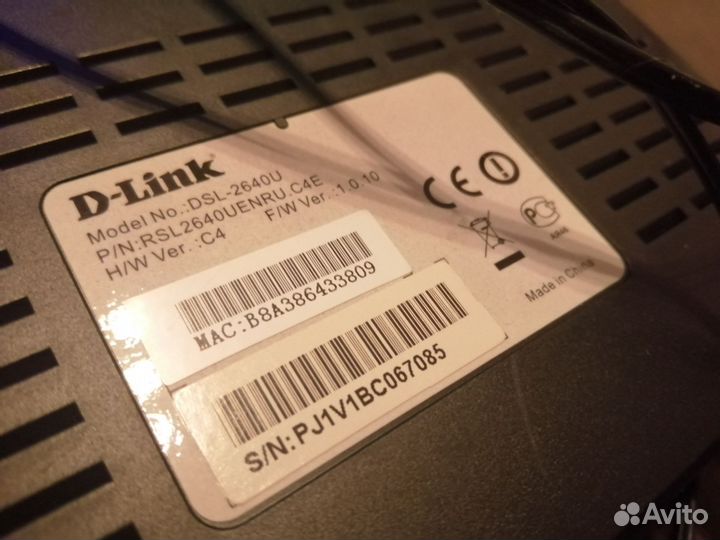 D-Link
Model No.:DSL-2640U
P/N:RSL2640UENRU.C4E
H/W Ver.:C4 F/W Ver.:1.0.10
MAC:B8A386433809
S/N:PJ1V1BC067085
CE
Made in China
Avito